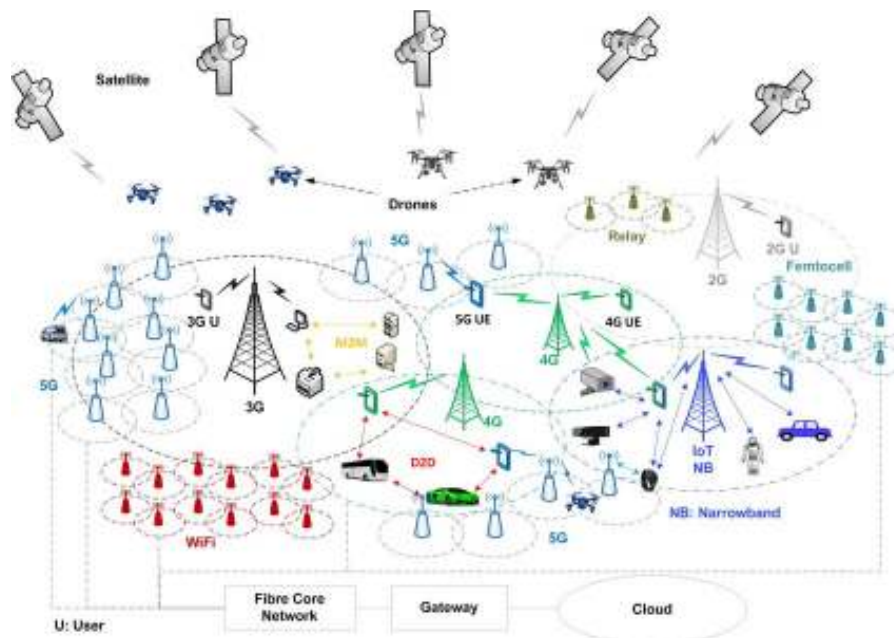 Satellite
Drones
5G
Relay
2G
2G U
Femtocell
3G U
5G UE
4G UE
M2M
4G
5G
3G
4G
IoT
NB
D2D
NB: Narrowband
WiFi
5G
Fibre Core
Network
Gateway
Cloud
U: User